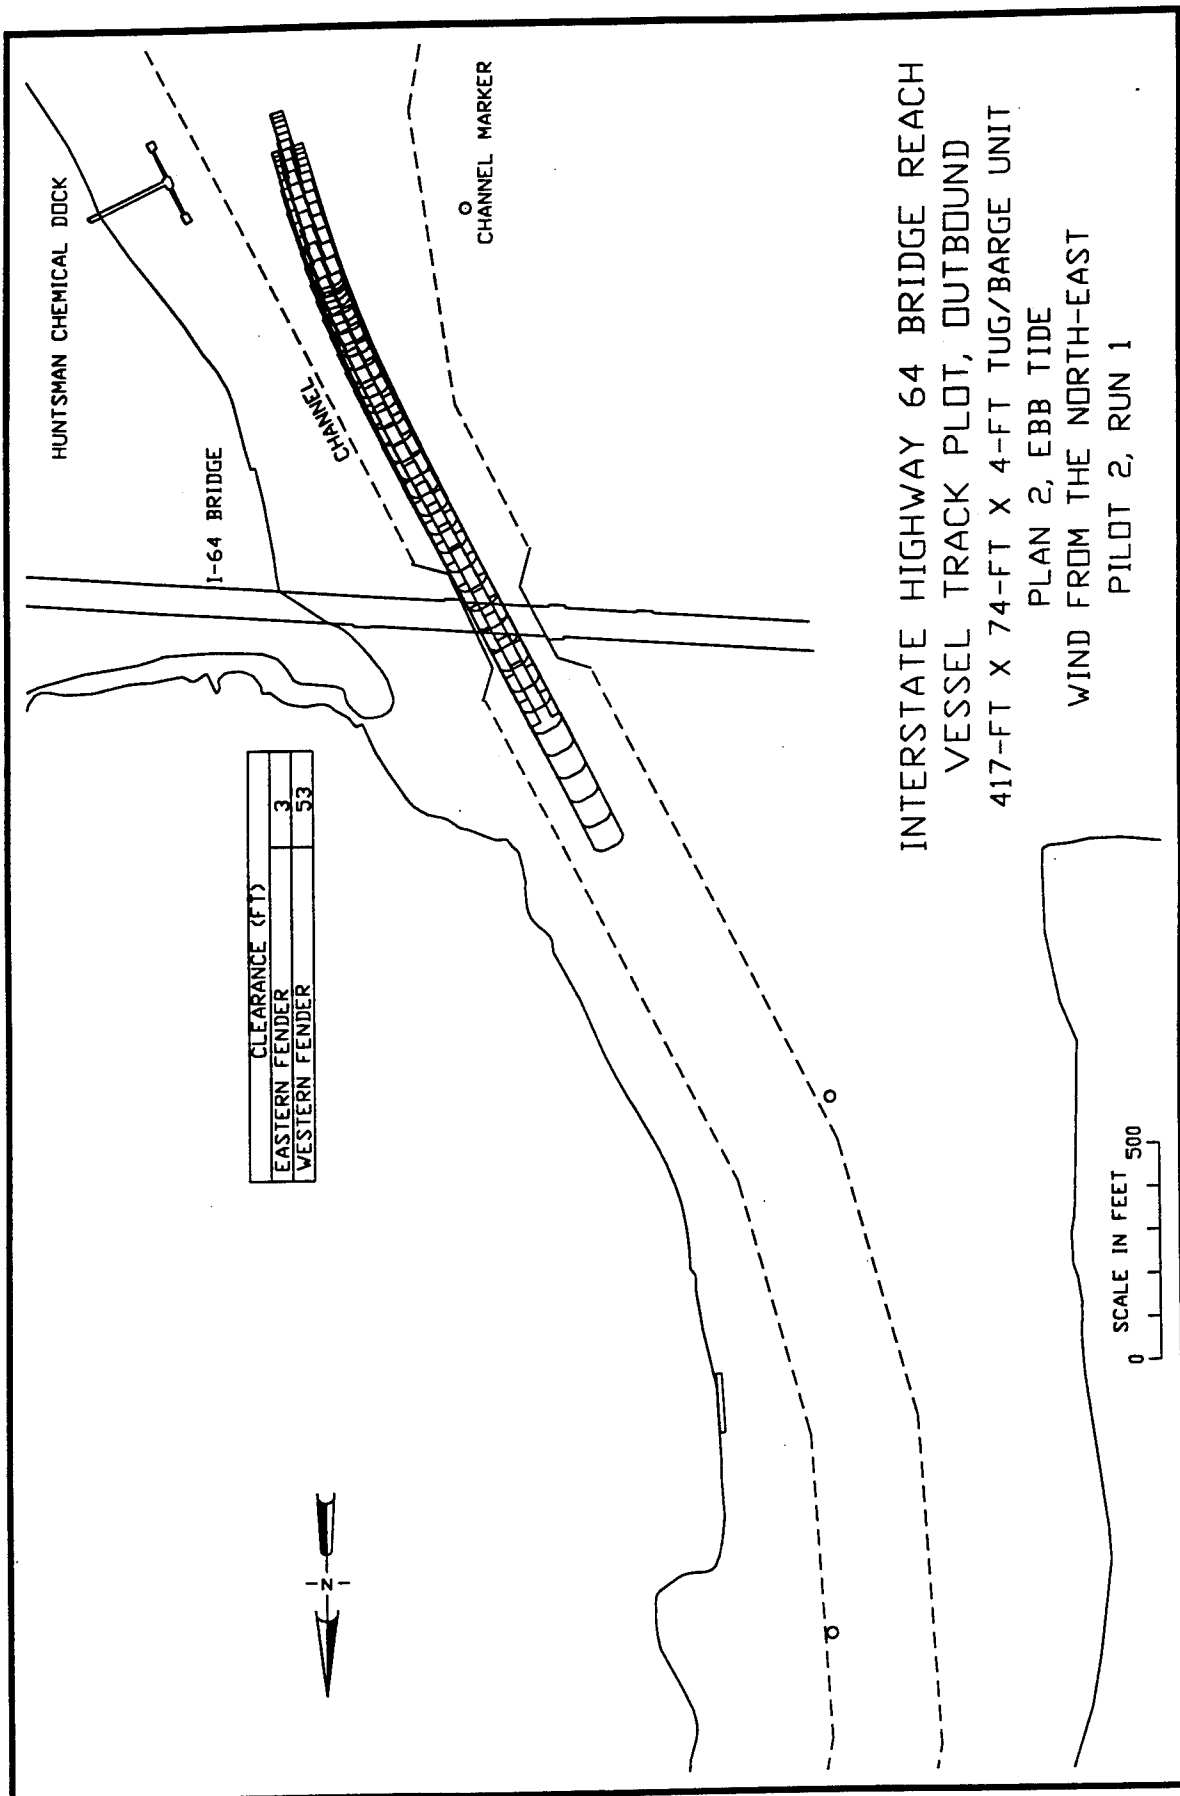 HUNTSMAN CHEMICAL DOCK
I-64 BRIDGE
CHANNEL
CHANNEL MARKER
CLEARANCE (FT)
EASTERN FENDER 3
WESTERN FENDER 53
N
INTERSTATE HIGHWAY 64 BRIDGE REACH
VESSEL TRACK PLOT, OUTBOUND
417-FT X 74-FT X 4-FT TUG/BARGE UNIT
PLAN 2, EBB TIDE
WIND FROM THE NORTH-EAST
PILOT 2, RUN 1
SCALE IN FEET
0 500